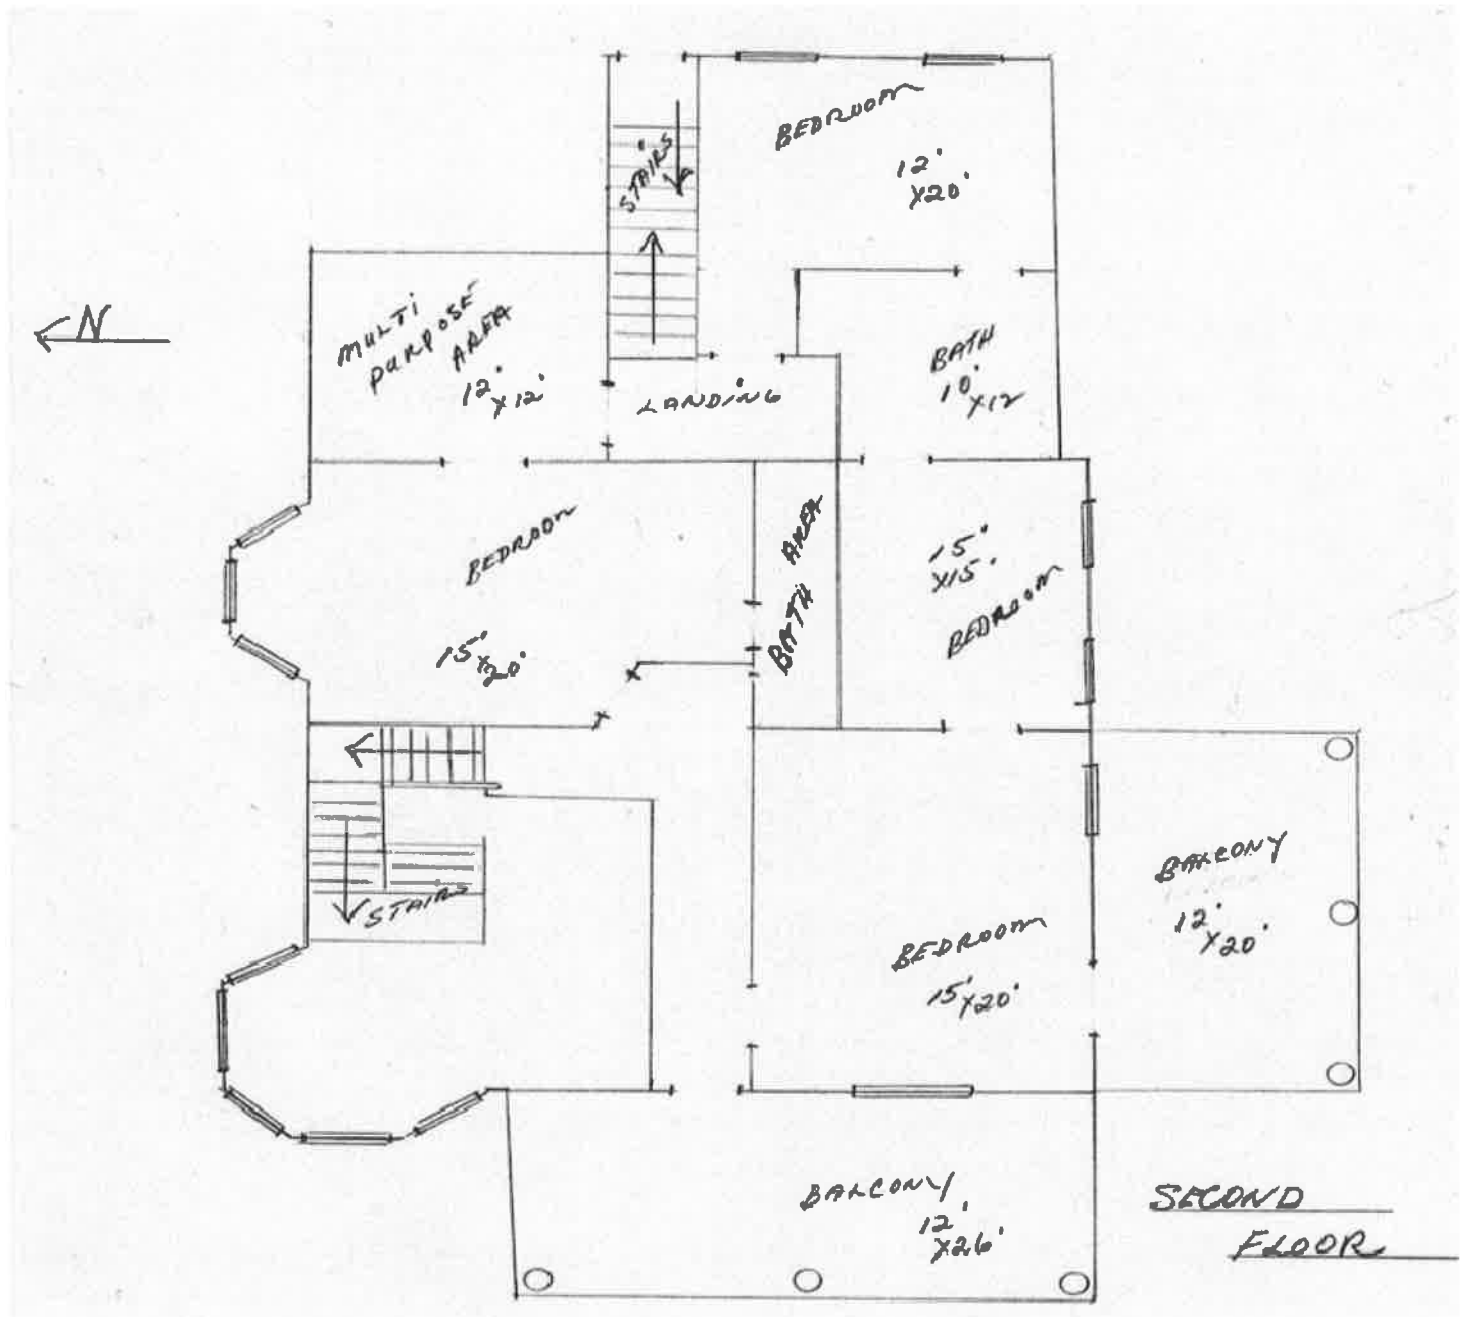 BEDROOM
12'
X20'
STAIRS
N
MULTI
PURPOSE
AREA
12'
X12'
LANDING
BATH
10'
X12
BEDROOM
15'
X20'
BATH AREA
15'
X15'
BEDROOM
STAIRS
BEDROOM
15'
X20'
BALCONY
12'
X20'
BALCONY
12'
X26'
SECOND
FLOOR